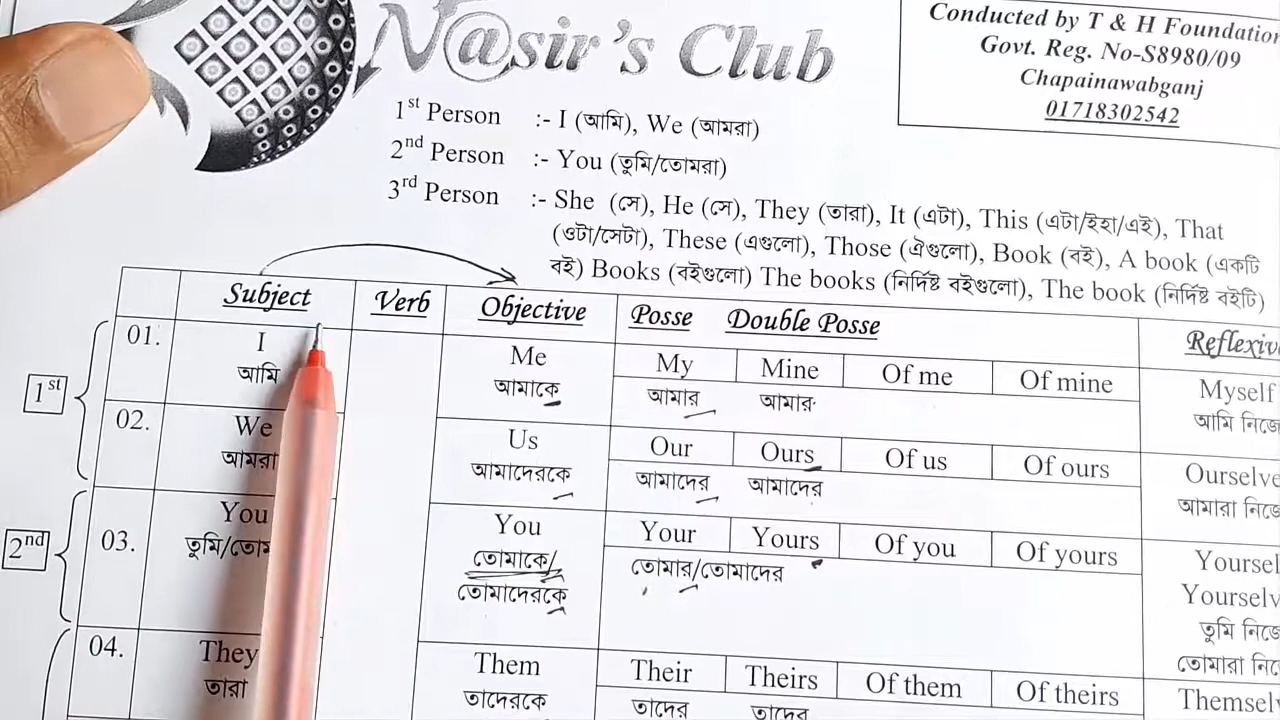 N@sir's Club
Conducted by T & H Foundation
Govt. Reg. No-S8980/09
Chapainawabganj
01718302542
1st Person :- I (আমি), We (আমরা)
2nd Person :- You (তুমি/তোমরা)
3rd Person :- She (সে), He (সে), They (তারা), It (এটা), This (এটা/ইহা/এই), That
(ওটা/সেটা), These (এগুলো), Those (ঐগুলো), Book (বই), A book (একটি
বই) Books (বইগুলো) The books (নির্দিষ্ট বইগুলো), The book (নির্দিষ্ট বইটি)
Subject Verb Objective Posse Double Posse
1st
01. I Me My Mine Of me Of mine Myself
আমি আমাকে আমার আমার আমি
02. We Us Our Ours Of us Of ours
আমরা আমাদেরকে আমাদের আমাদের আমারা
2nd
03. You You Your Yours Of you Of yours
তোমাকে/ তোমার/তোমাদের
তোমাদেরকে তুমি
তোমারা
04. They Them Their Theirs Of them Of theirs
তারা তাদেরকে তাদের তাদের